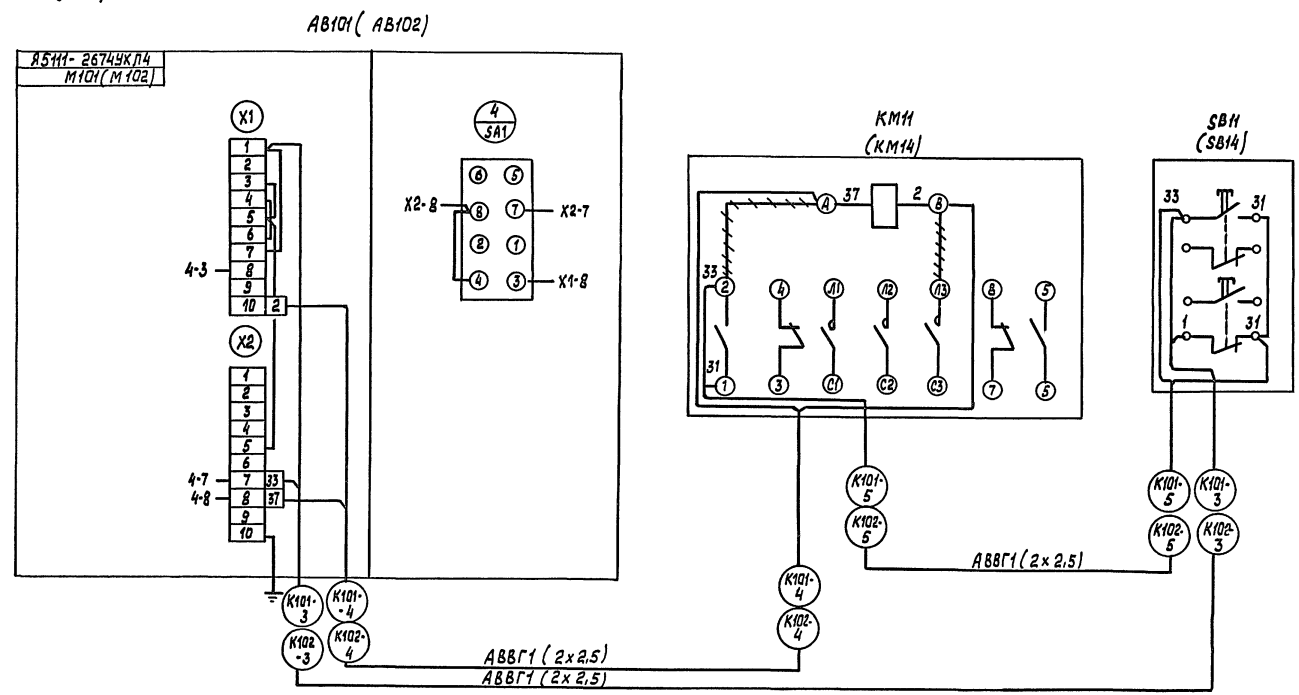 АВ101 ( АВ102)
Я5111- 2674УХЛ4
М101(М102)
X1
1
2
3
4
5
6
7
4-3 8
9
10 2
X2
1
2
3
4
5
6
4-7 7 33
4-8 8 37
9
10
4
SA1
6 5
X2-8 8 7 X2-7
2 1
4 3 X1-8
КМ11
(КМ14)
А 37 2 В
33
2 4 Л1 Л2 Л3 8 5
31
1 3 С1 С2 С3 7 5
SB11
(SB14)
33 31
1 31
К101-
5
К102-
5
К101-
5
К102-
5
К101-
3
К102-
3
АВВГ1 (2х2,5)
К101-
3
К102
-3
К101-
-4
К102-
4
К101-
4
К102-
4
АВВГ1 (2х2,5)
АВВГ1 (2х2,5)